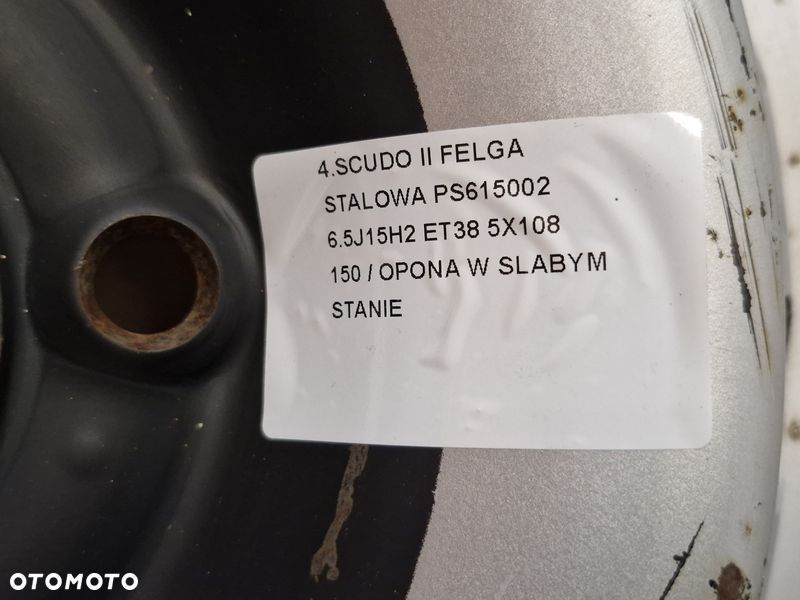 4.SCUDO II FELGA
STALOWA PS615002
6.5J15H2 ET38 5X108
150 / OPONA W SLABYM
STANIE
OTOMOTO